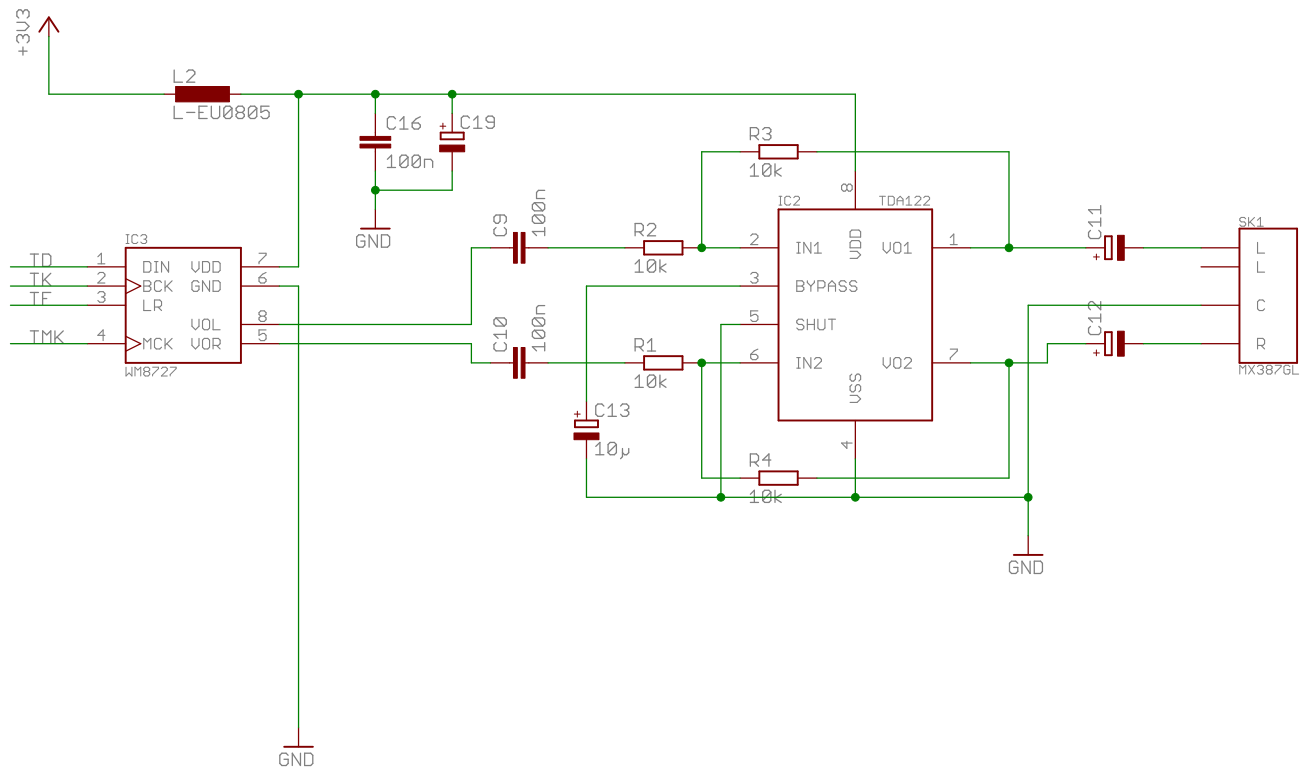 +3V3
L2
L-EU0805
C16
100n
C19
GND
R3
10k
IC2
TDA122
8
VDD
2
IN1
VO1
1
3
BYPASS
5
SHUT
6
IN2
VO2
7
VSS
4
C9
100n
R2
10k
C10
100n
R1
10k
C13
10µ
R4
10k
GND
C11
C12
SK1
L
L
C
R
MX387GL
IC3
TD
1
DIN
VDD
7
TK
2
BCK
GND
6
TF
3
LR
VOL
8
TMK
4
MCK
VOR
5
WM8727
GND